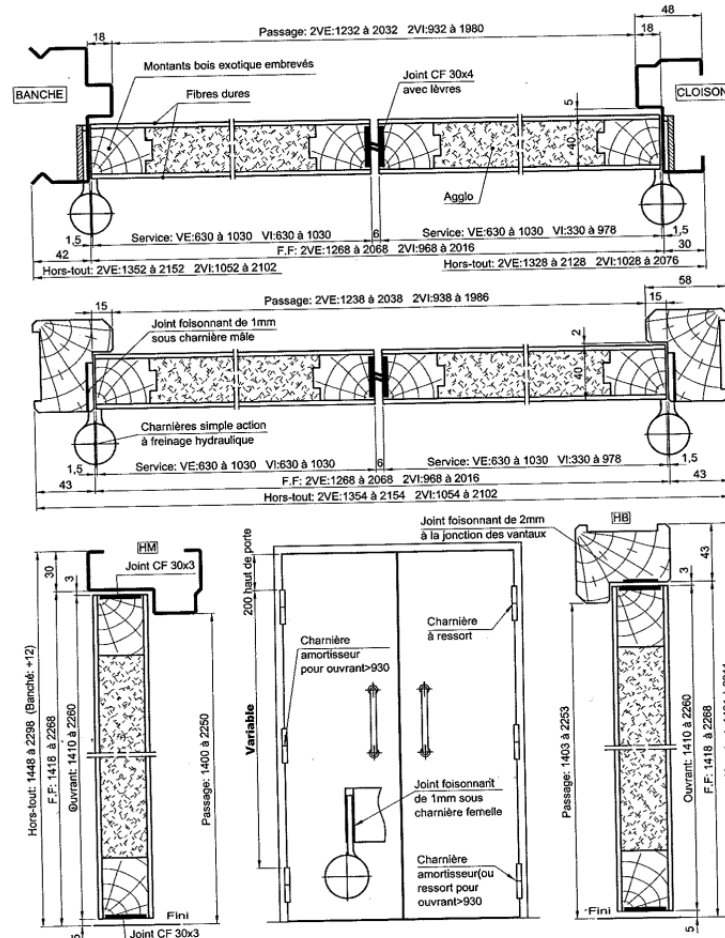 48
Passage: 2VE:1232 à 2032 2VI:932 à 1980
18
18
Montants bois exotique embrevés
Joint CF 30x4
avec lèvres
BANCHE
CLOISON
Fibres dures
5
40
Agglo
1,5
Service: VE:630 à 1030 VI:630 à 1030
6
Service: VE:630 à 1030 VI:330 à 978
1,5
42
F.F: 2VE:1268 à 2068 2VI:968 à 2016
30
Hors-tout: 2VE:1352 à 2152 2VI:1052 à 2102
Hors-tout: 2VE:1328 à 2128 2VI:1028 à 2076
58
Passage: 2VE:1238 à 2038 2VI:938 à 1986
15
15
Joint foisonnant de 1mm
sous charnière mâle
2
40
Charnières simple action
à freinage hydraulique
1,5
Service: VE:630 à 1030 VI:630 à 1030
6
Service: VE:630 à 1030 VI:330 à 978
1,5
43
F.F: 2VE:1268 à 2068 2VI:968 à 2016
43
Hors-tout: 2VE:1354 à 2154 2VI:1054 à 2102
HM
Joint CF 30x3
30
3
Hors-tout: 1448 à 2298 (Banché: +12)
F.F: 1418 à 2268
Ouvrant: 1410 à 2260
Passage: 1400 à 2250
Fini
Joint CF 30x3
200 haut de porte
Variable
Charnière
amortisseur
pour ouvrant>930
Charnière
à ressort
Joint foisonnant
de 1mm sous
charnière femelle
Charnière
amortisseur(ou
ressort pour
ouvrant>930
Joint foisonnant de 2mm
à la jonction des vantaux
HB
43
3
Passage: 1403 à 2253
Ouvrant: 1410 à 2260
F.F: 1418 à 2268
Fini
5